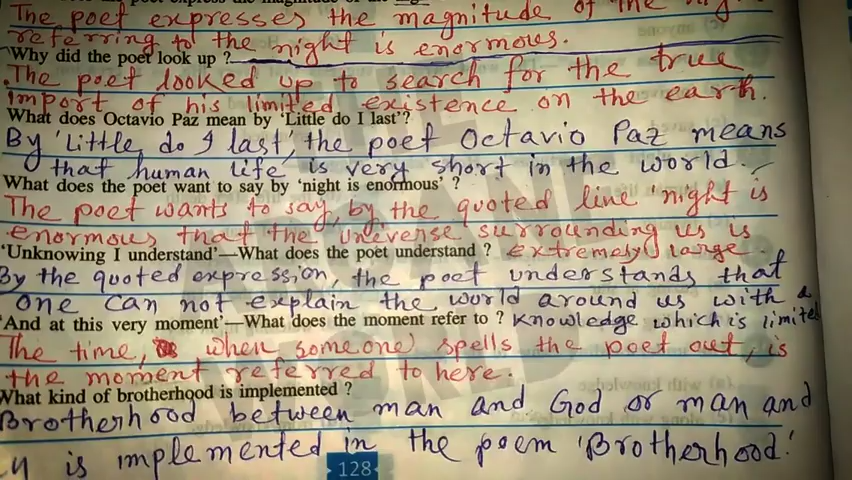 The poet expresses the magnitude of the
referring to the night is enormous.
Why did the poet look up ?
The poet looked up to search for the true
import of his limited existence on the earth.
What does Octavio Paz mean by 'Little do I last'?
By 'Little do I last', the poet Octavio Paz means
that human life is very short in the world.
What does the poet want to say by 'night is enormous' ?
The poet wants to say, by the quoted line 'night is
enormous that the uneverse surrounding us is
'Unknowing I understand'—What does the poet understand ? extremely large.
By the quoted expression, the poet understands that
one can not explain the world around us with a
'And at this very moment'—What does the moment refer to ? Knowledge which is limited
The time, when someone spells the poet out, is
the moment referred to here.
What kind of brotherhood is implemented ?
Brotherhood between man and God or man and
is implemented in the poem 'Brotherhood.'
128